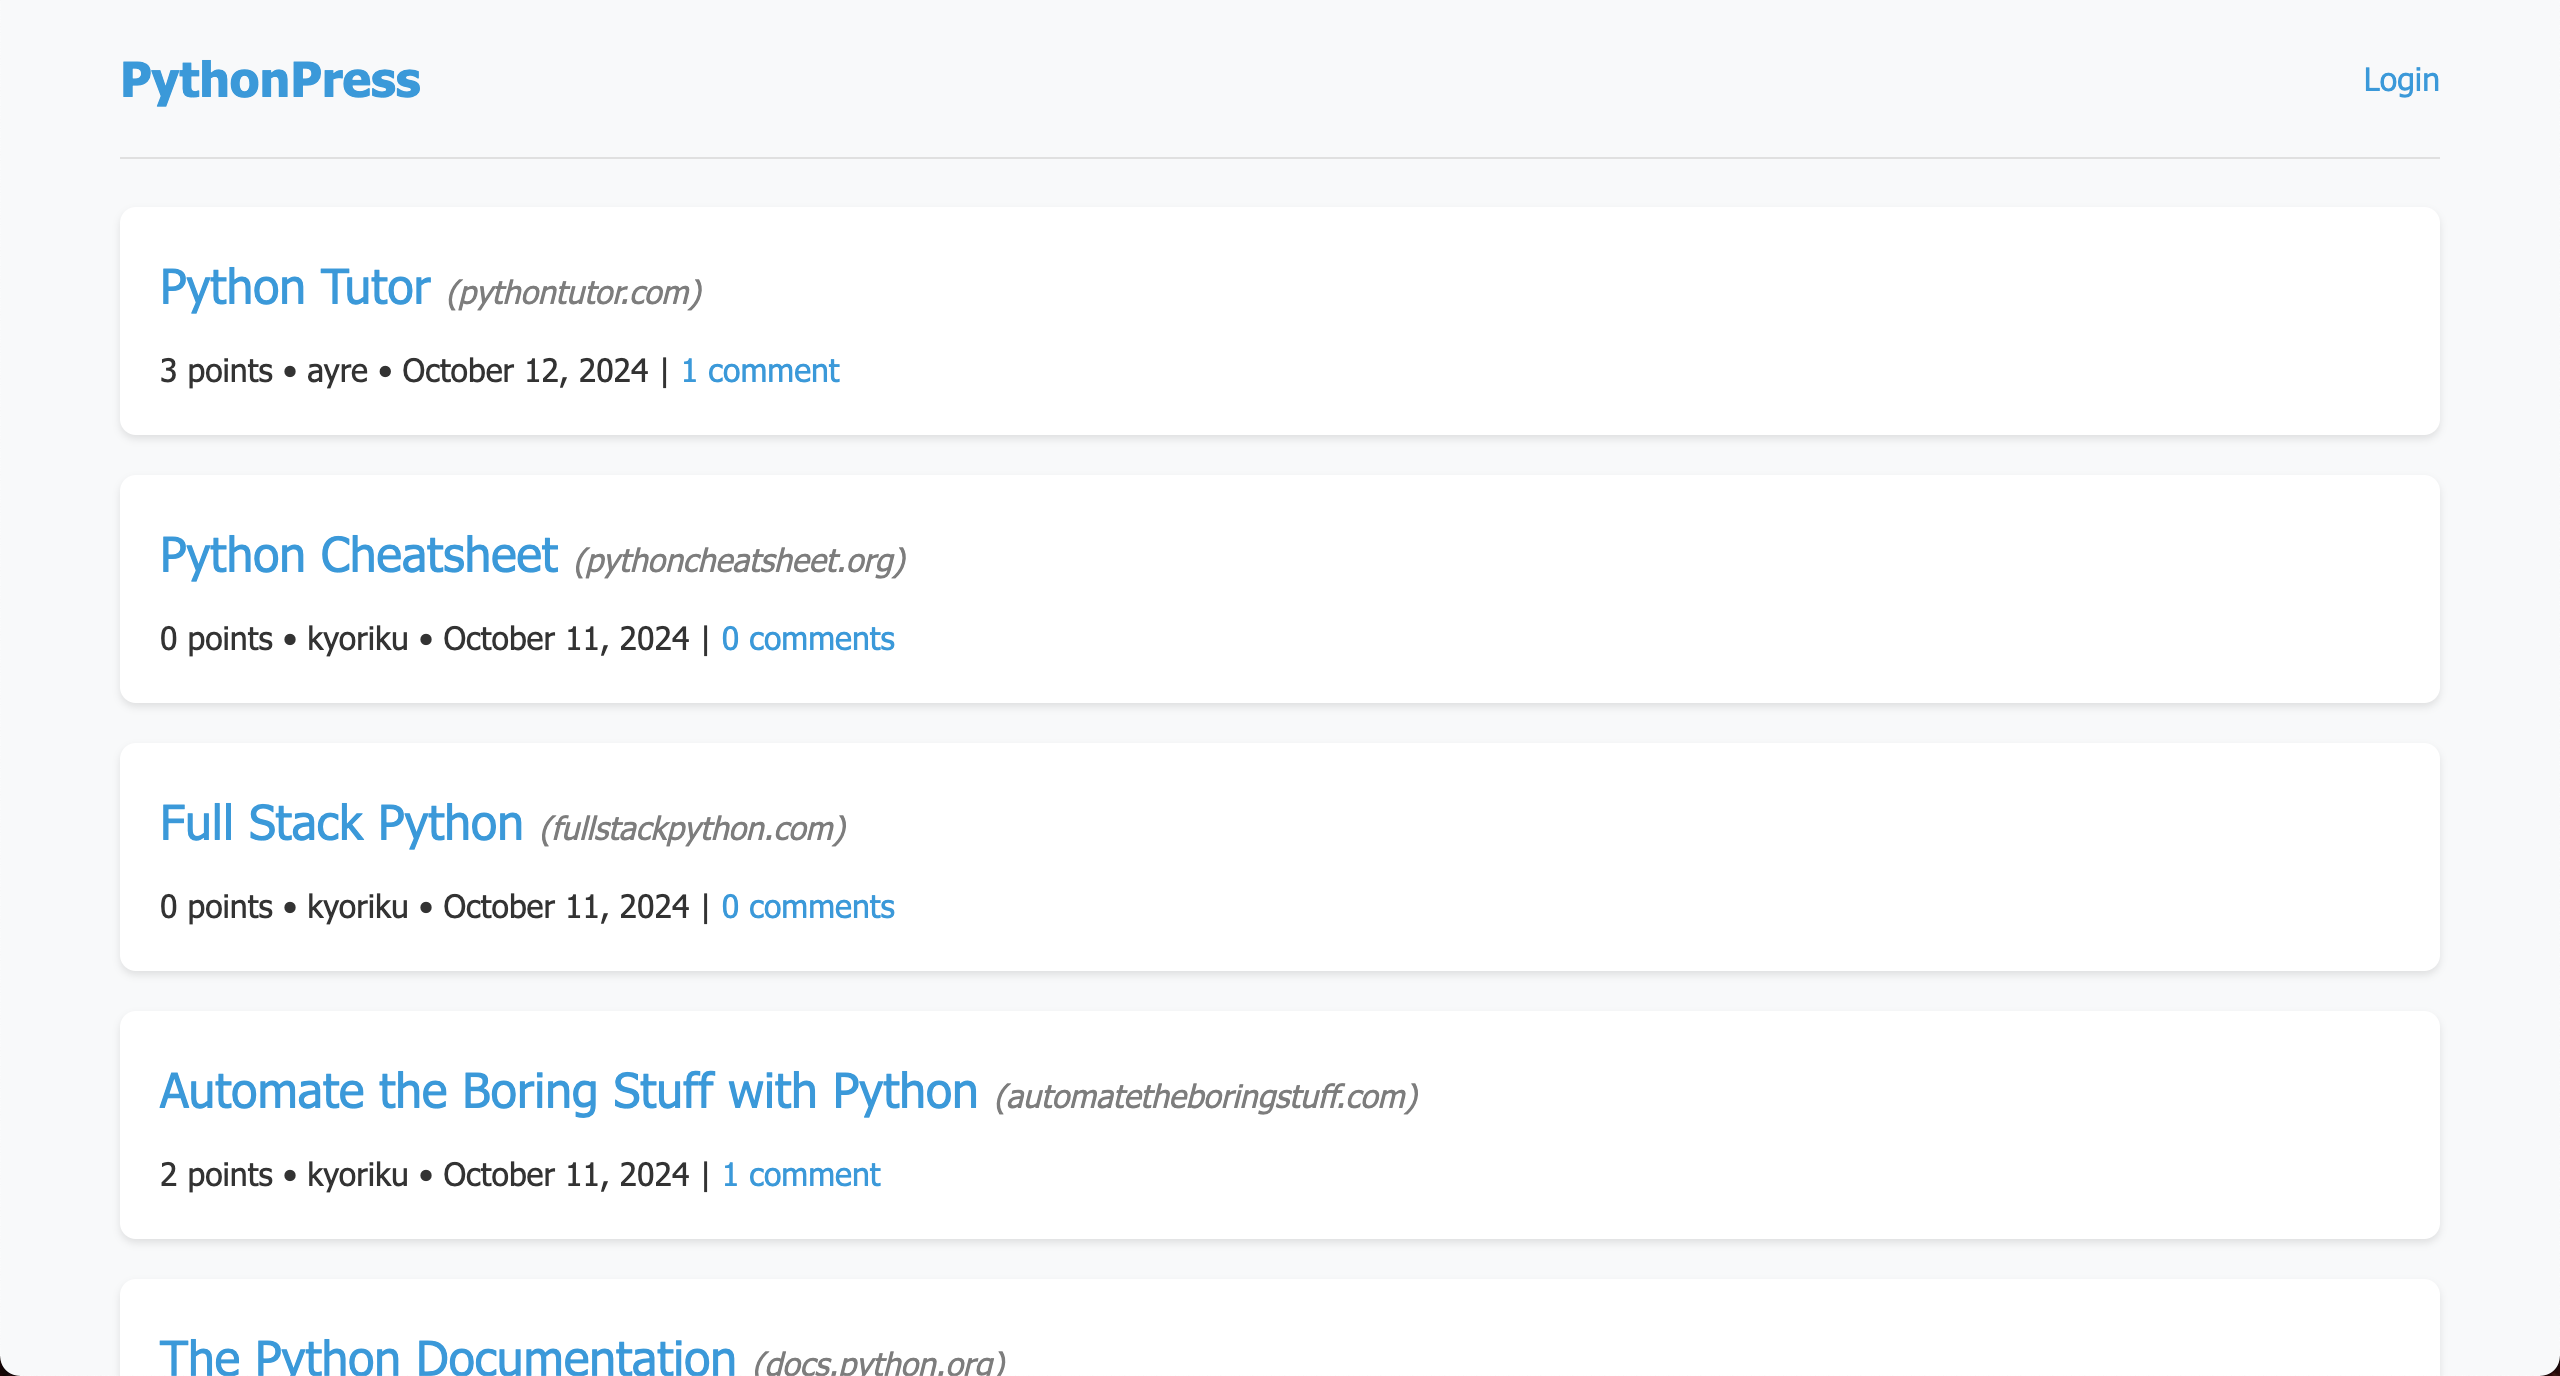 PythonPress
Login
Python Tutor (pythontutor.com)
3 points • ayre • October 12, 2024 | 1 comment
Python Cheatsheet (pythoncheatsheet.org)
0 points • kyoriku • October 11, 2024 | 0 comments
Full Stack Python (fullstackpython.com)
0 points • kyoriku • October 11, 2024 | 0 comments
Automate the Boring Stuff with Python (automatetheboringstuff.com)
2 points • kyoriku • October 11, 2024 | 1 comment
The Python Documentation (docs.python.org)